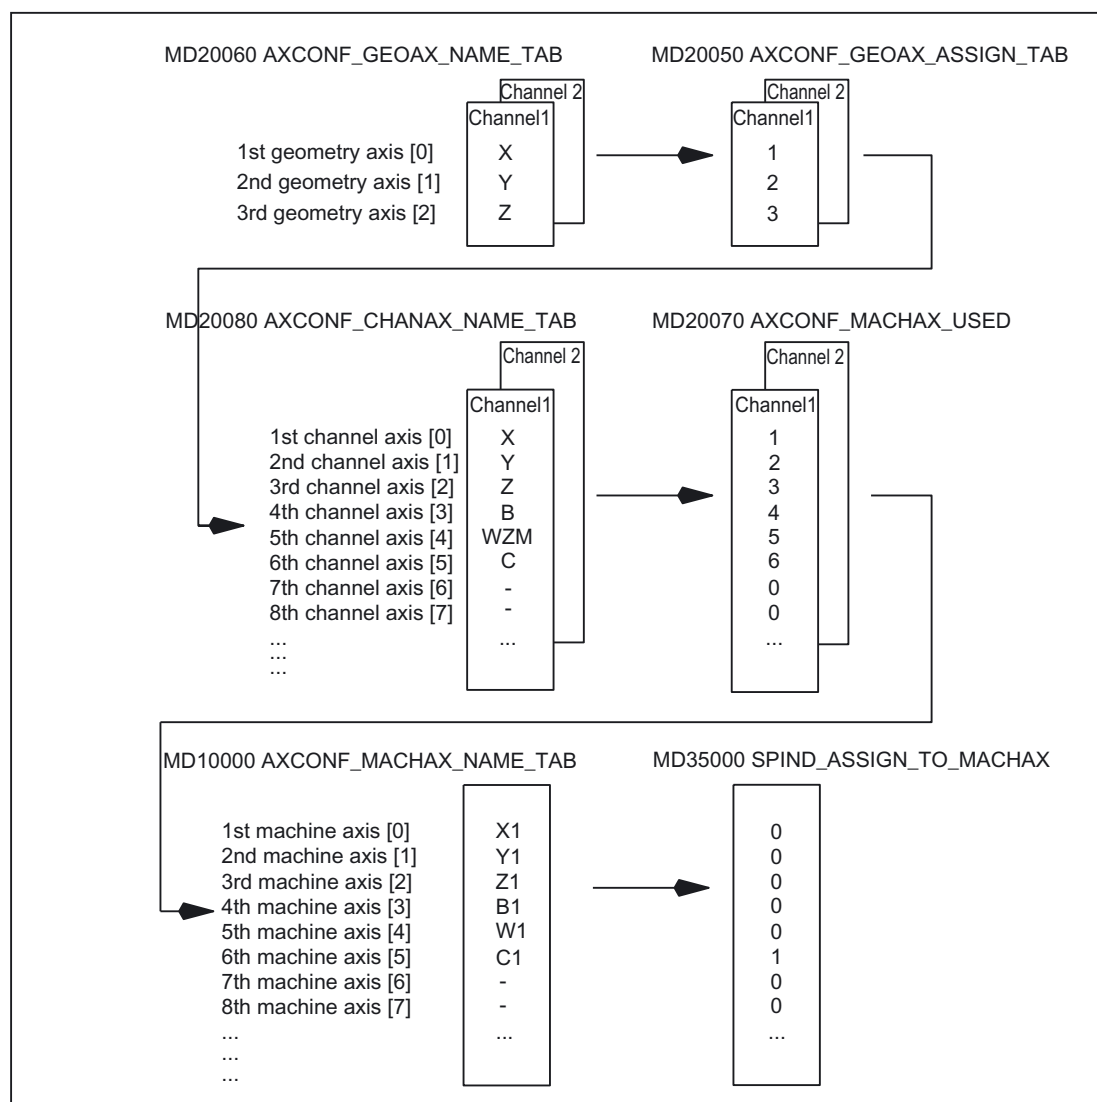 MD20060 AXCONF_GEOAX_NAME_TAB MD20050 AXCONF_GEOAX_ASSIGN_TAB
Channel 2 Channel 2
Channel1 Channel1
1st geometry axis [0] X 1
2nd geometry axis [1] Y 2
3rd geometry axis [2] Z 3
MD20080 AXCONF_CHANAX_NAME_TAB MD20070 AXCONF_MACHAX_USED
Channel 2 Channel 2
Channel1 Channel1
1st channel axis [0] X 1
2nd channel axis [1] Y 2
3rd channel axis [2] Z 3
4th channel axis [3] B 4
5th channel axis [4] WZM 5
6th channel axis [5] C 6
7th channel axis [6] - 0
8th channel axis [7] - 0
... ... ...
...
...
MD10000 AXCONF_MACHAX_NAME_TAB MD35000 SPIND_ASSIGN_TO_MACHAX
1st machine axis [0] X1 0
2nd machine axis [1] Y1 0
3rd machine axis [2] Z1 0
4th machine axis [3] B1 0
5th machine axis [4] W1 0
6th machine axis [5] C1 1
7th machine axis [6] - 0
8th machine axis [7] - 0
... ... ...
...
...